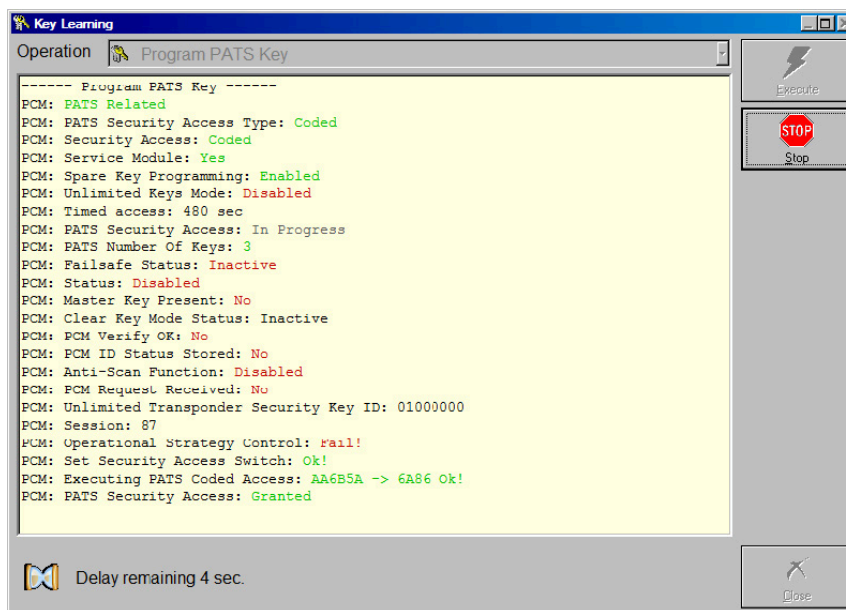 Key Learning
Operation Program PATS Key
------ Program PATS Key ------
PCM: PATS Related
PCM: PATS Security Access Type: Coded
PCM: Security Access: Coded
PCM: Service Module: Yes
PCM: Spare Key Programming: Enabled
PCM: Unlimited Keys Mode: Disabled
PCM: Timed access: 480 sec
PCM: PATS Security Access: In Progress
PCM: PATS Number Of Keys: 3
PCM: Failsafe Status: Inactive
PCM: Status: Disabled
PCM: Master Key Present: No
PCM: Clear Key Mode Status: Inactive
PCM: PCM Verify OK: No
PCM: PCM ID Status Stored: No
PCM: Anti-Scan Function: Disabled
PCM: PCM Request Received: No
PCM: Unlimited Transponder Security Key ID: 01000000
PCM: Session: 87
PCM: Operational Strategy Control: Fail!
PCM: Set Security Access Switch: Ok!
PCM: Executing PATS Coded Access: AA6B5A -> 6A86 Ok!
PCM: PATS Security Access: Granted
Execute
STOP
Stop
Delay remaining 4 sec.
Close